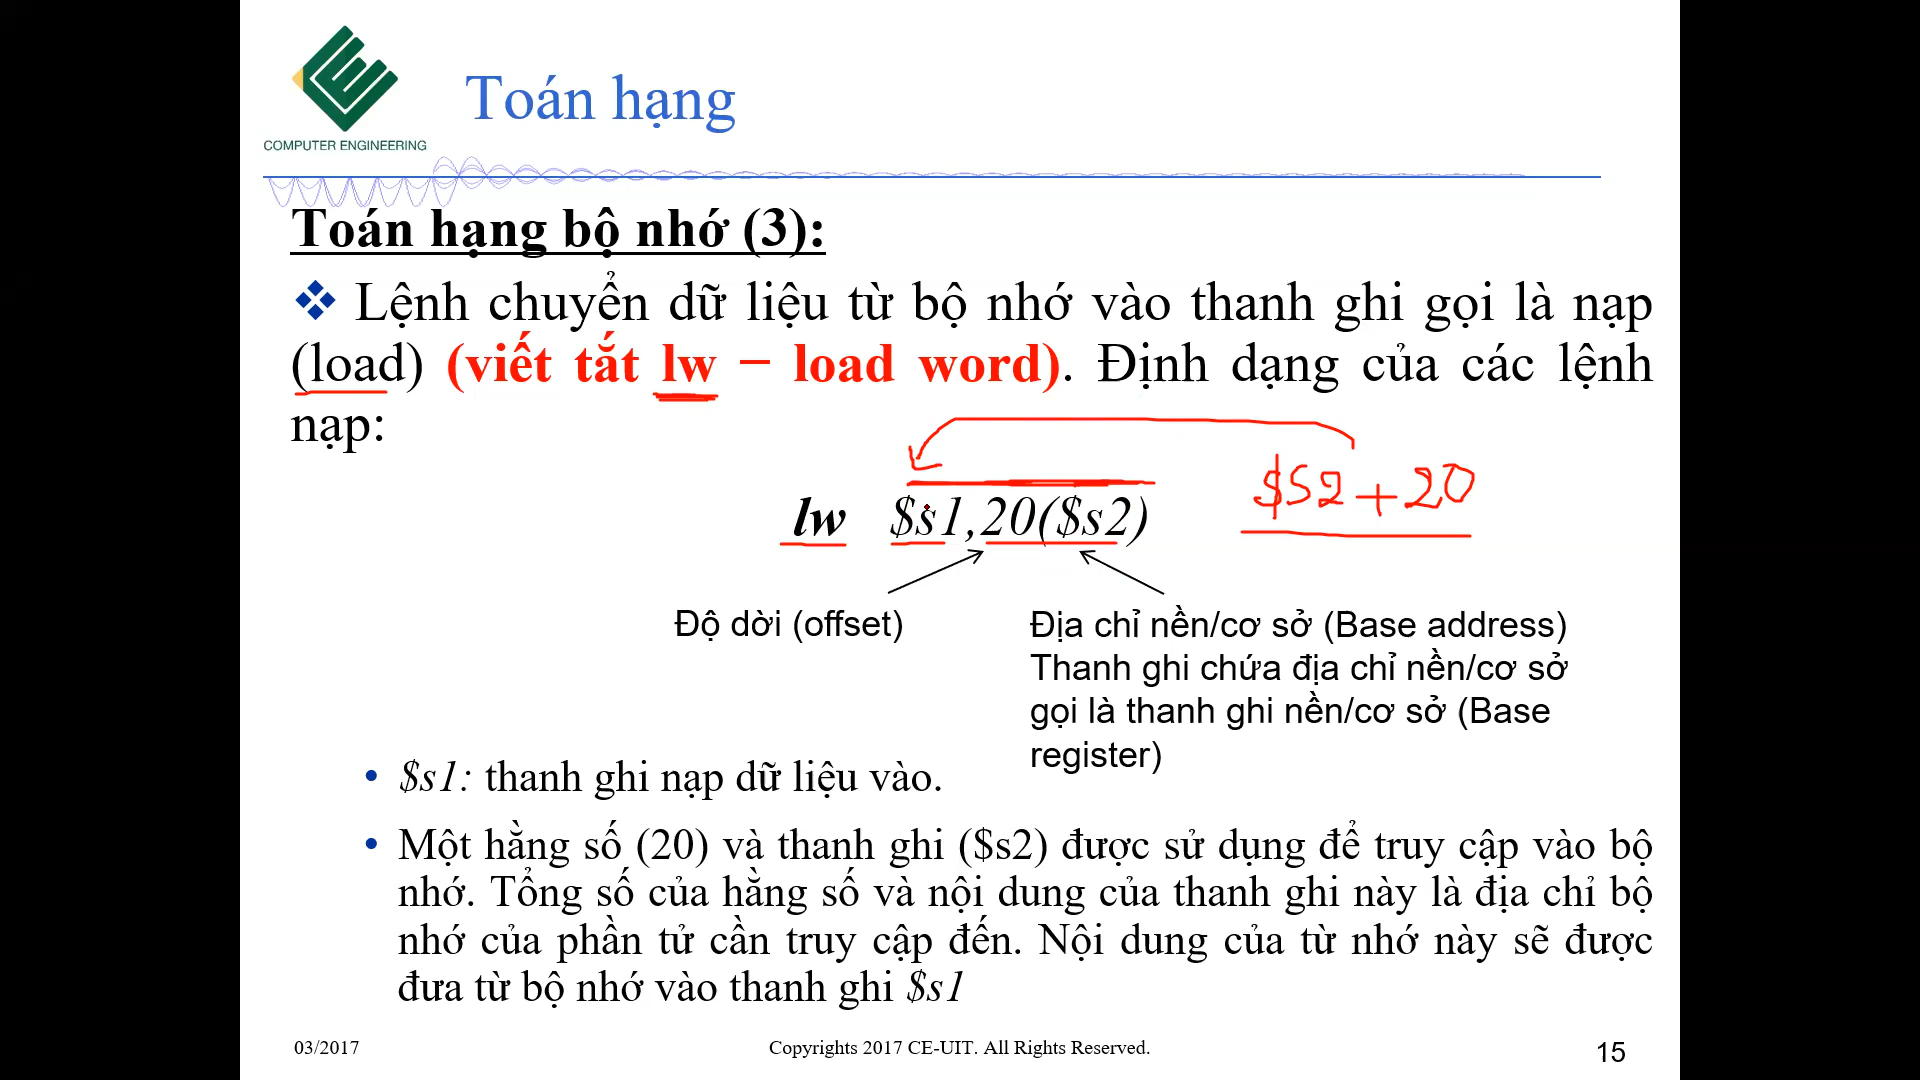 COMPUTER ENGINEERING
Toán hạng
Toán hạng bộ nhớ (3):
Lệnh chuyển dữ liệu từ bộ nhớ vào thanh ghi gọi là nạp
(load) (viết tắt lw – load word). Định dạng của các lệnh
nạp:
lw $s1,20($s2)
$s2 + 20
Độ dời (offset)
Địa chỉ nền/cơ sở (Base address)
Thanh ghi chứa địa chỉ nền/cơ sở
gọi là thanh ghi nền/cơ sở (Base
register)
• $s1: thanh ghi nạp dữ liệu vào.
• Một hằng số (20) và thanh ghi ($s2) được sử dụng để truy cập vào bộ
nhớ. Tổng số của hằng số và nội dung của thanh ghi này là địa chỉ bộ
nhớ của phần tử cần truy cập đến. Nội dung của từ nhớ này sẽ được
đưa từ bộ nhớ vào thanh ghi $s1
03/2017
Copyrights 2017 CE-UIT. All Rights Reserved.
15